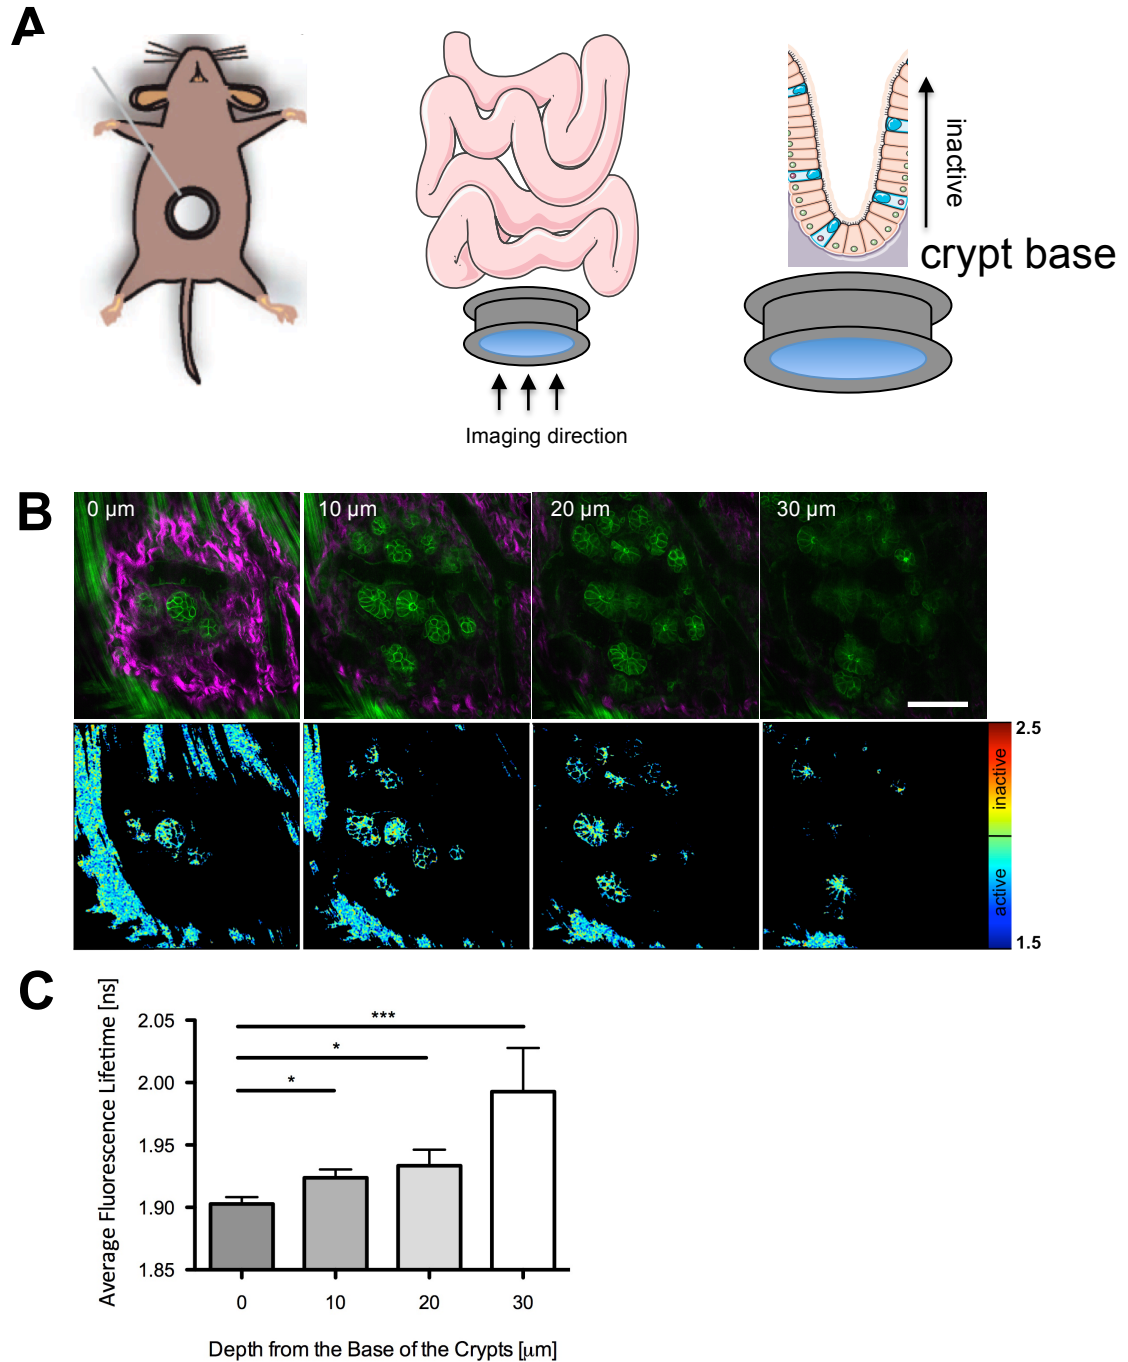 A
inactive
crypt base
Imaging direction
B
0 µm
10 µm
20 µm
30 µm
2.5
inactive
active
1.5
C
Average Fluorescence Lifetime [ns]
2.05
2.00
1.95
1.90
1.85
***
*
*
0
10
20
30
Depth from the Base of the Crypts [µm]